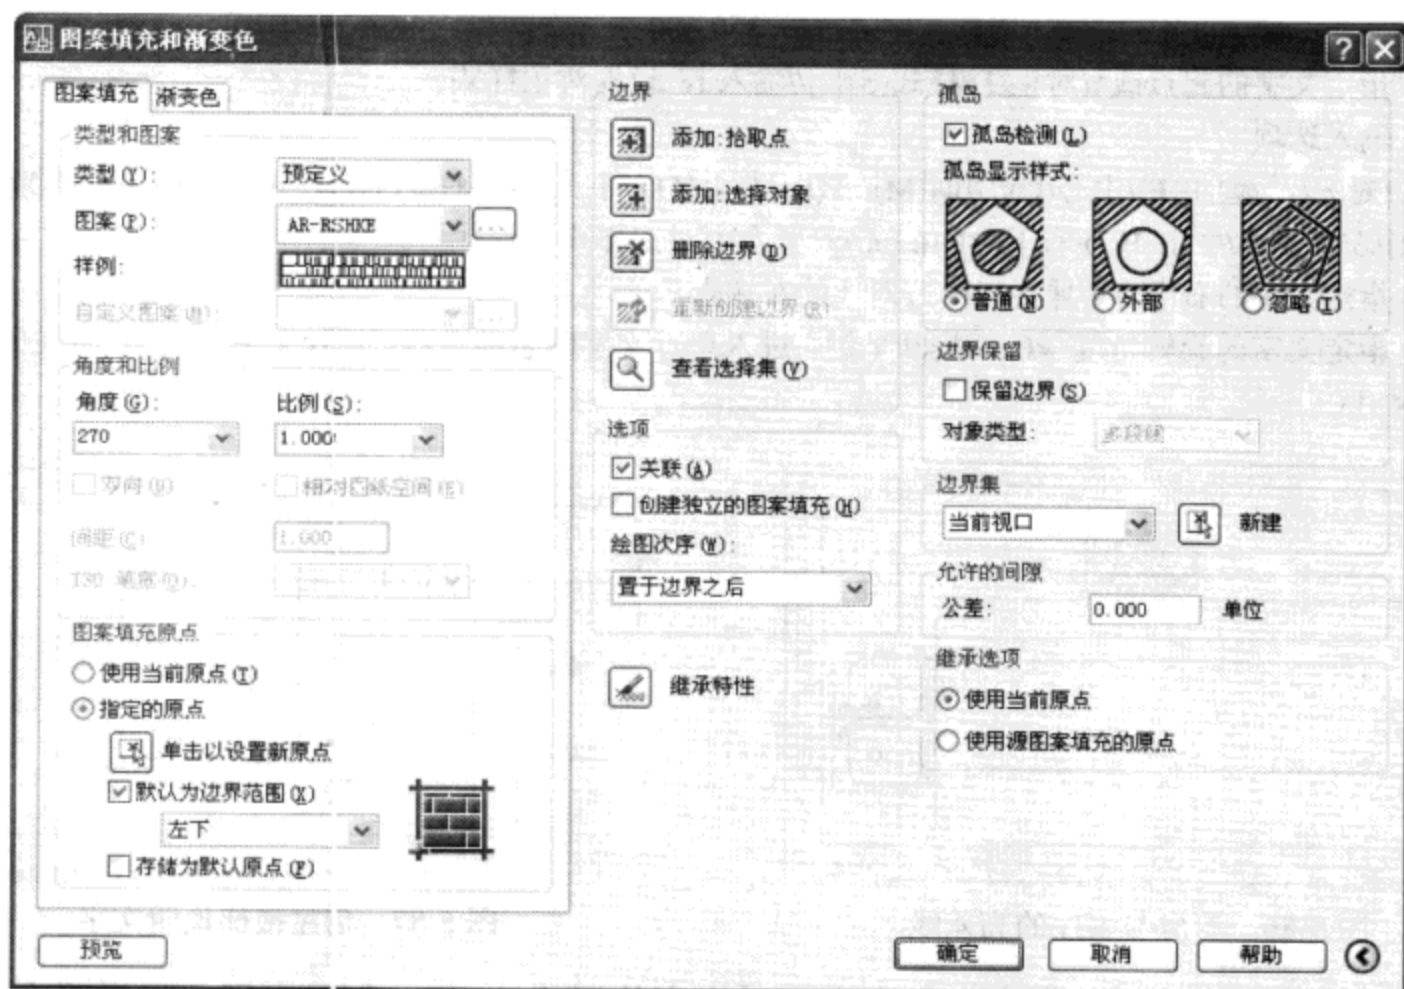 图案填充和渐变色
图案填充
渐变色
类型和图案
类型(Y):
预定义
图案(P):
AR-RSHKE
...
样例:
自定义图案(M):
角度和比例
角度(G):
比例(S):
270
1.000
双向(U)
相对图纸空间(E)
间距(C):
1.000
ISO 笔宽(O):
图案填充原点
使用当前原点(T)
指定的原点
单击以设置新原点
默认为边界范围(X)
左下
存储为默认原点(F)
预览
边界
添加:拾取点
添加:选择对象
删除边界(D)
重新创建边界(R)
查看选择集(V)
选项
关联(A)
创建独立的图案填充(H)
绘图次序(W):
置于边界之后
继承特性
孤岛
孤岛检测(L)
孤岛显示样式:
普通(N)
外部
忽略(I)
边界保留
保留边界(S)
对象类型:
多段线
边界集
当前视口
新建
允许的间隙
公差:
0.000
单位
继承选项
使用当前原点
使用源图案填充的原点
确定
取消
帮助